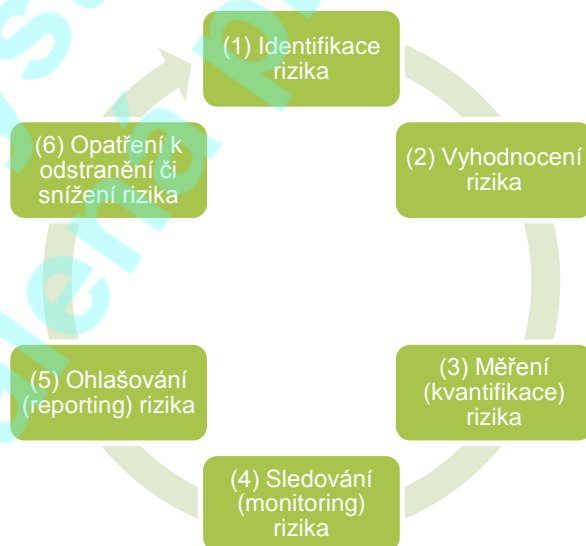 (1) Identifikace
rizika
(2) Vyhodnocení
rizika
(3) Měření
(kvantifikace)
rizika
(4) Sledování
(monitoring)
rizika
(5) Ohlašování
(reporting) rizika
(6) Opatření k
odstranění či
snížení rizika